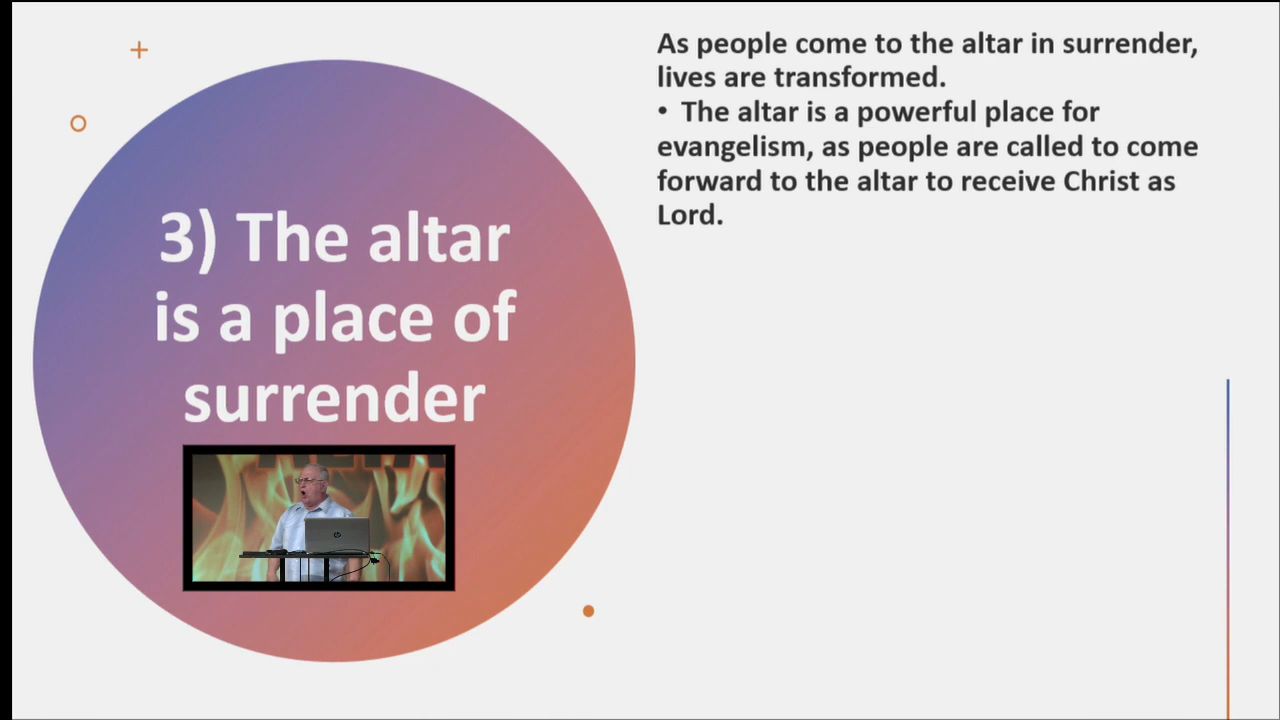 3) The altar
is a place of
surrender
As people come to the altar in surrender,
lives are transformed.
• The altar is a powerful place for
evangelism, as people are called to come
forward to the altar to receive Christ as
Lord.
hp